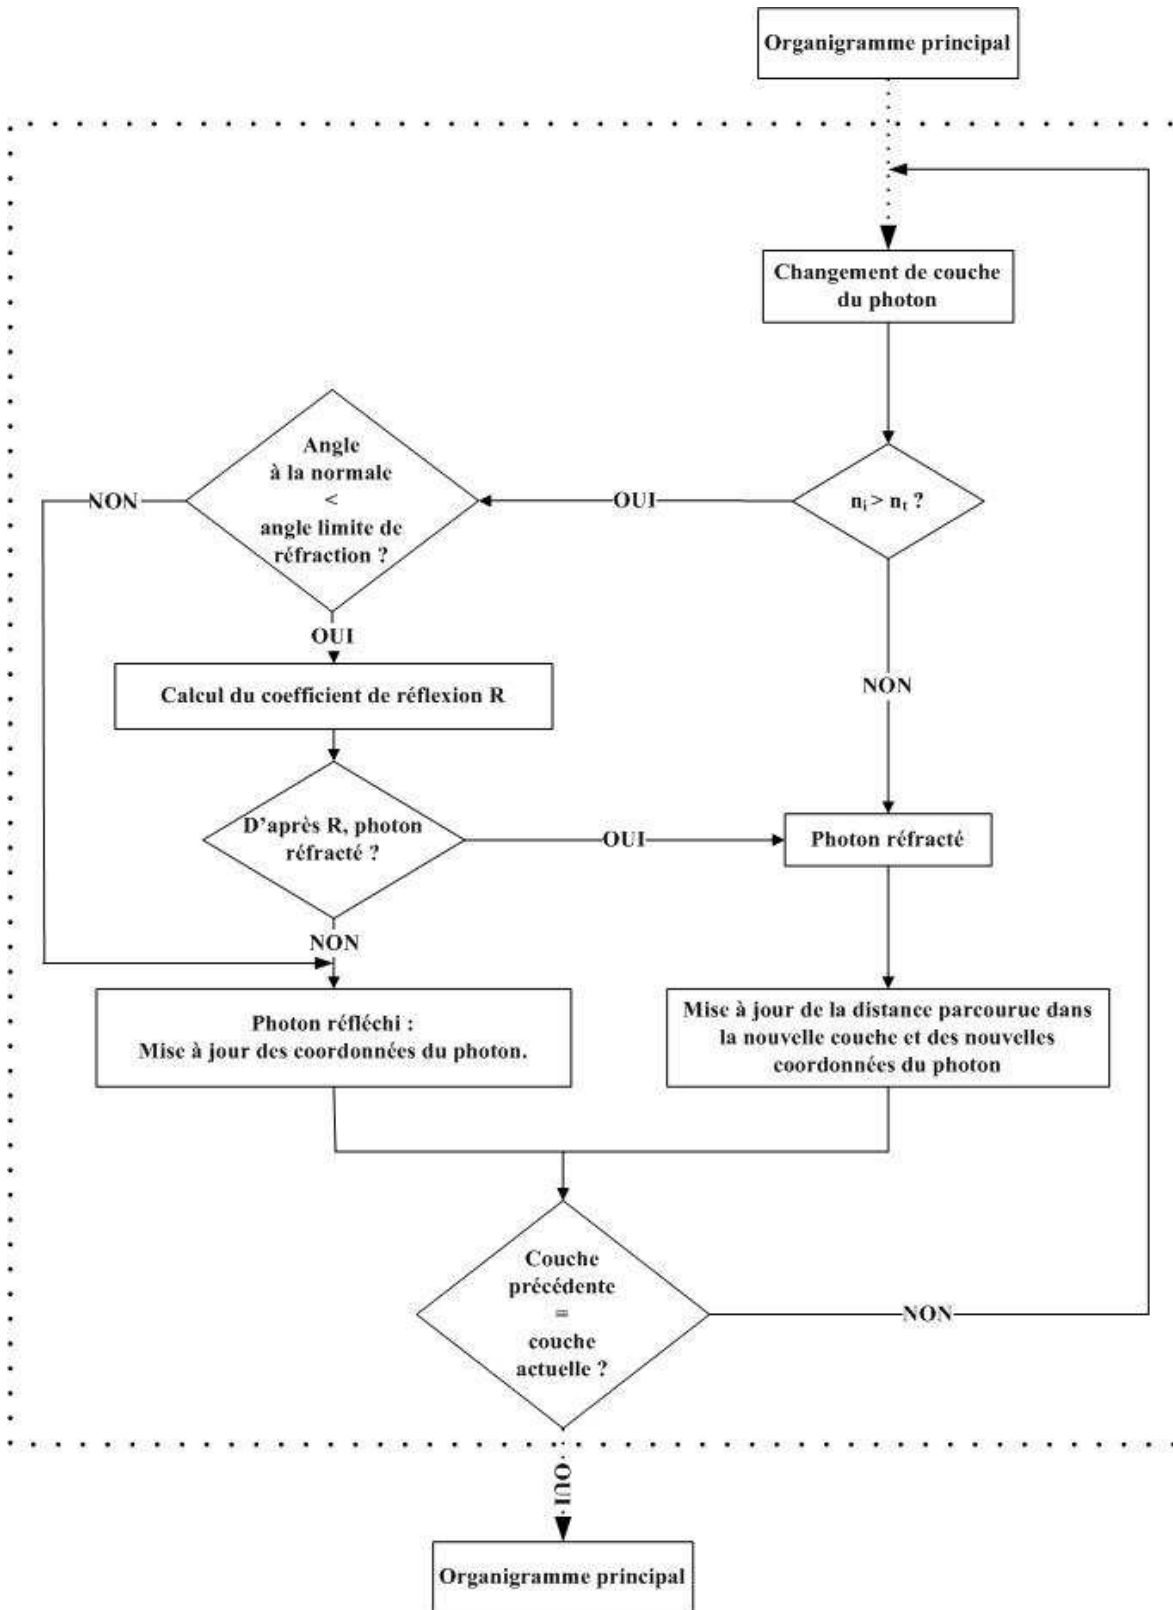 Organigramme principal
Changement de couche
du photon
n_i > n_t ?
OUI
NON
Angle
à la normale
<
angle limite de
réfraction ?
NON
OUI
Calcul du coefficient de réflexion R
D'après R, photon
réfracté ?
OUI
NON
Photon réfracté
Photon réfléchi :
Mise à jour des coordonnées du photon.
Mise à jour de la distance parcourue dans
la nouvelle couche et des nouvelles
coordonnées du photon
Couche
précédente
=
couche
actuelle ?
NON
OUI
Organigramme principal